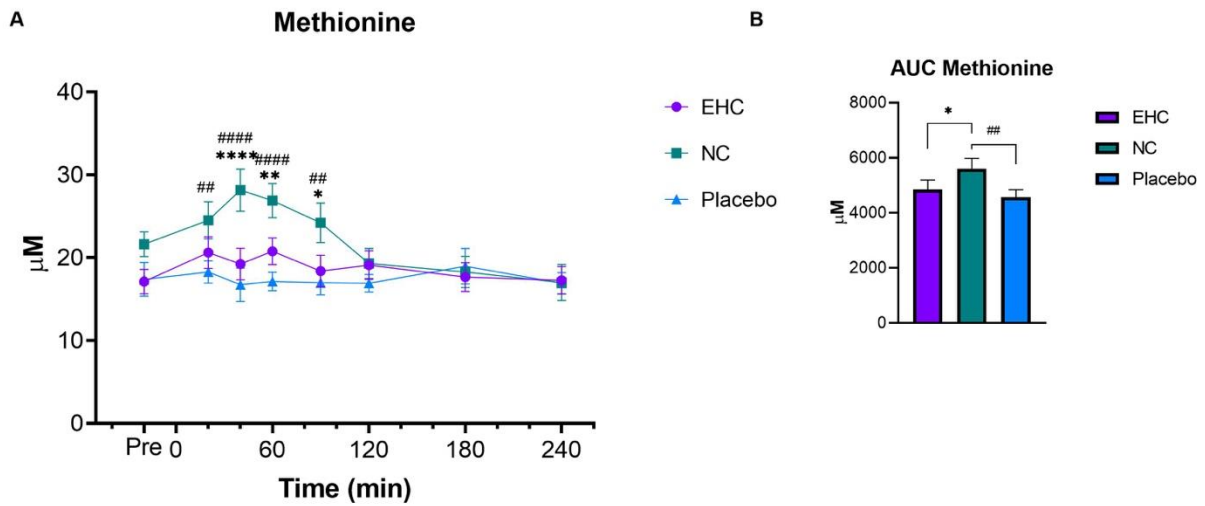 A
Methionine
μM
40
30
20
10
0
####
****
##
####
**
##
*
Pre 0 60 120 180 240
Time (min)
EHC
NC
Placebo
B
AUC Methionine
μM
8000
6000
4000
2000
0
*
##
EHC
NC
Placebo